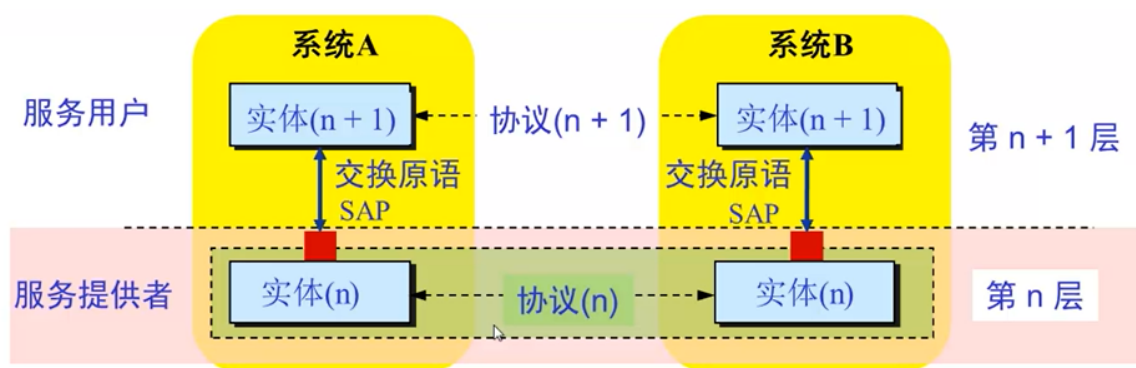 系统A
系统B
服务用户
实体(n + 1)
协议(n + 1)
实体(n + 1)
第 n + 1 层
交换原语
交换原语
SAP
SAP
服务提供者
实体(n)
协议(n)
实体(n)
第 n 层